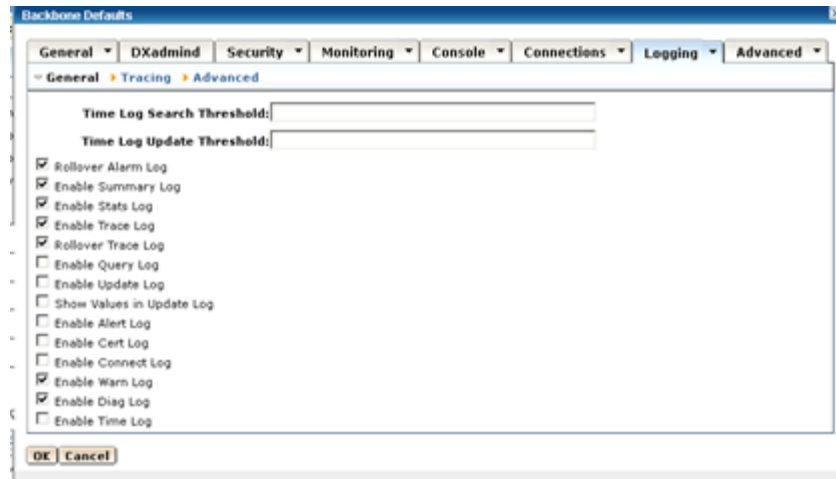 Backbone Defaults
General DXadmind Security Monitoring Console Connections Logging Advanced
General Tracing Advanced
Time Log Search Threshold:
Time Log Update Threshold:
Rollover Alarm Log
Enable Summary Log
Enable Stats Log
Enable Trace Log
Rollover Trace Log
Enable Query Log
Enable Update Log
Show Values in Update Log
Enable Alert Log
Enable Cert Log
Enable Connect Log
Enable Warn Log
Enable Diag Log
Enable Time Log
OK Cancel